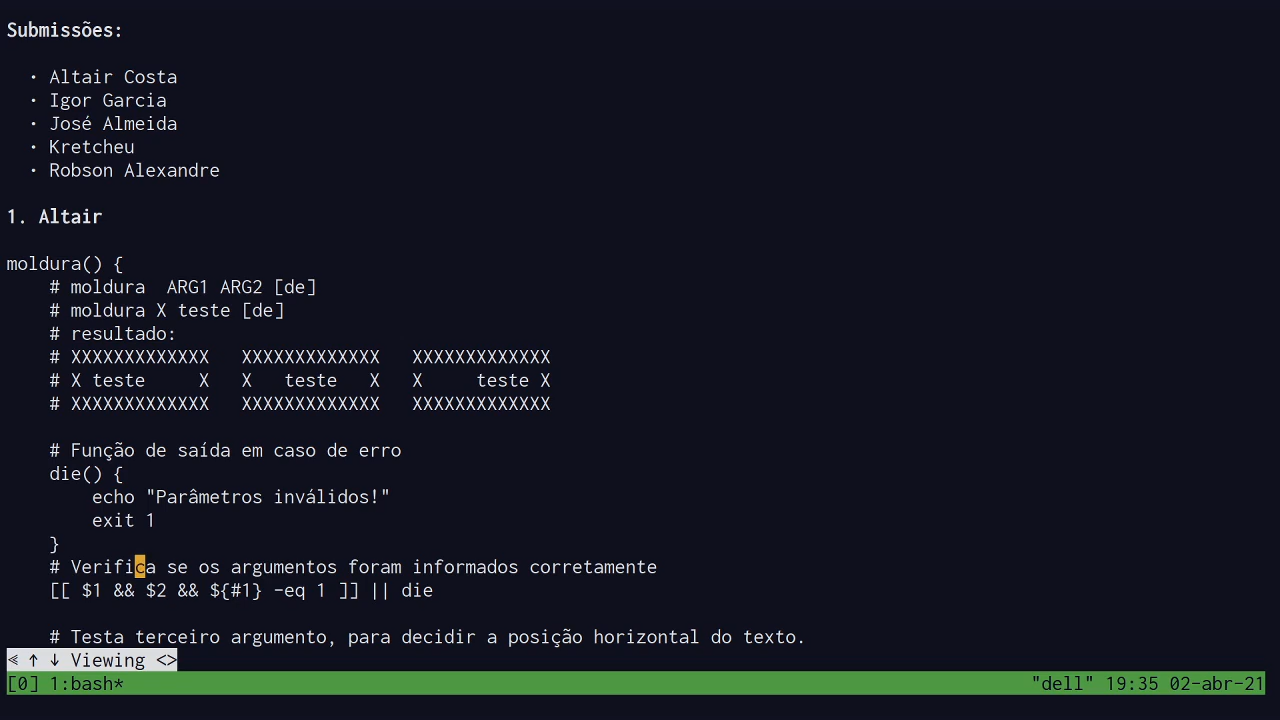 Submissões:
• Altair Costa
• Igor Garcia
• José Almeida
• Kretcheu
• Robson Alexandre
1. Altair
moldura() {
# moldura  ARG1 ARG2 [de]
# moldura X teste [de]
# resultado:
# XXXXXXXXXXXXX   XXXXXXXXXXXXX   XXXXXXXXXXXXX
# X teste     X   X   teste   X   X     teste X
# XXXXXXXXXXXXX   XXXXXXXXXXXXX   XXXXXXXXXXXXX
# Função de saída em caso de erro
die() {
echo "Parâmetros inválidos!"
exit 1
}
# Verifica se os argumentos foram informados corretamente
[[ $1 && $2 && ${#1} -eq 1 ]] || die
# Testa terceiro argumento, para decidir a posição horizontal do texto.
⋞ ↑ ↓ Viewing <>
[0] 1:bash* "dell" 19:35 02-abr-21